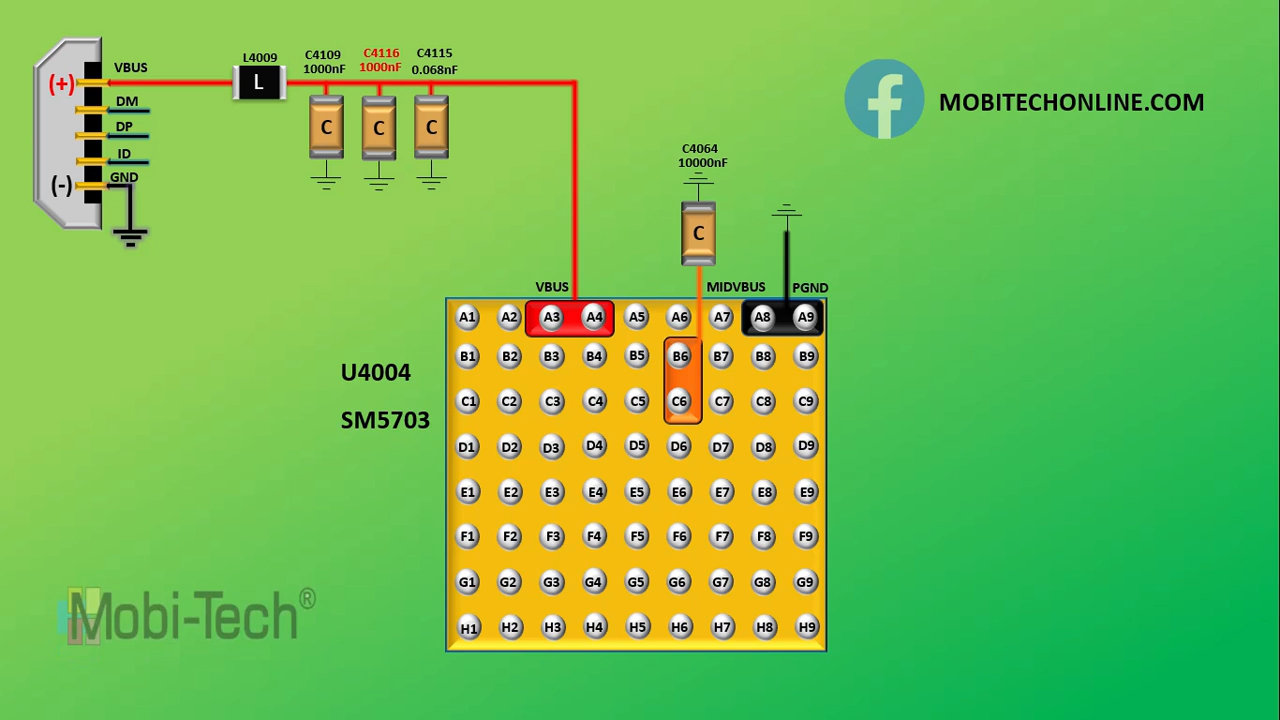 VBUS
(+)
DM
DP
ID
GND
(-)
L4009
L
C4109
1000nF
C4116
1000nF
C4115
0.068nF
C
C
C
f
MOBITECHONLINE.COM
C4064
10000nF
C
VBUS
MIDVBUS
PGND
U4004
SM5703
A1 A2 A3 A4 A5 A6 A7 A8 A9
B1 B2 B3 B4 B5 B6 B7 B8 B9
C1 C2 C3 C4 C5 C6 C7 C8 C9
D1 D2 D3 D4 D5 D6 D7 D8 D9
E1 E2 E3 E4 E5 E6 E7 E8 E9
F1 F2 F3 F4 F5 F6 F7 F8 F9
G1 G2 G3 G4 G5 G6 G7 G8 G9
H1 H2 H3 H4 H5 H6 H7 H8 H9
Mobi-Tech®